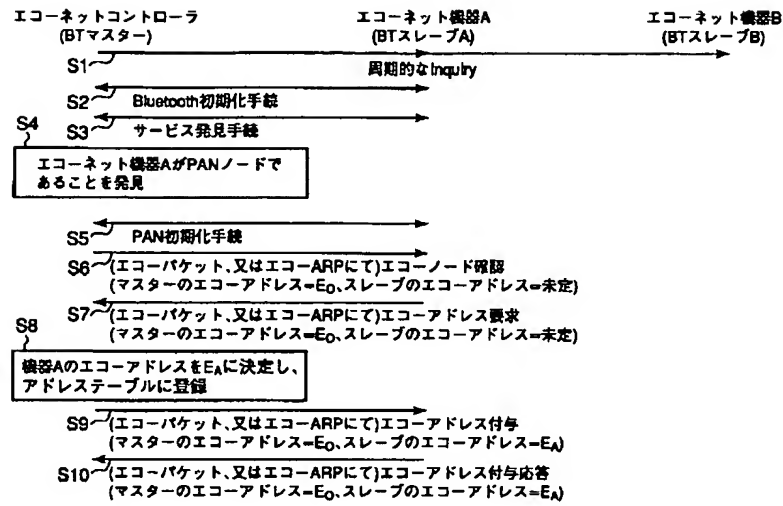 エコーネットコントローラ
(BTマスター)
エコーネット機器A
(BTスレーブA)
エコーネット機器B
(BTスレーブB)
S1
周期的なInquiry
S2
Bluetooth初期化手続
S3
サービス発見手続
S4
エコーネット機器AがPANノードで
あることを発見
S5
PAN初期化手続
S6
(エコーパケット、又はエコーARPにて)エコーノード確認
(マスターのエコーアドレス=E0、スレーブのエコーアドレス=未定)
S7
(エコーパケット、又はエコーARPにて)エコーアドレス要求
(マスターのエコーアドレス=E0、スレーブのエコーアドレス=未定)
S8
機器AのエコーアドレスをEAに決定し、
アドレステーブルに登録
S9
(エコーパケット、又はエコーARPにて)エコーアドレス付与
(マスターのエコーアドレス=E0、スレーブのエコーアドレス=EA)
S10
(エコーパケット、又はエコーARPにて)エコーアドレス付与応答
(マスターのエコーアドレス=E0、スレーブのエコーアドレス=EA)